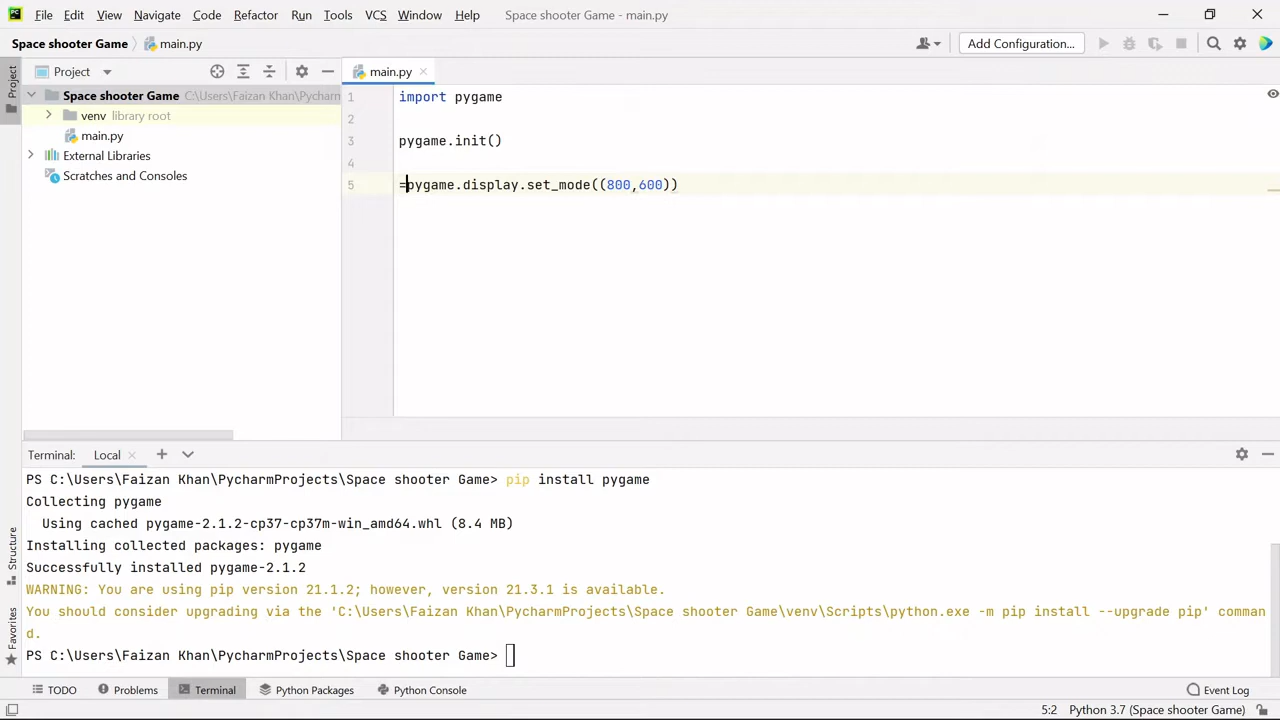 PC File Edit View Navigate Code Refactor Run Tools VCS Window Help Space shooter Game - main.py
Space shooter Game main.py Add Configuration...
Project Project main.py
Space shooter Game C:\Users\Faizan Khan\Pycharm
venv library root
main.py
External Libraries
Scratches and Consoles
1 import pygame
2
3 pygame.init()
4
5 =pygame.display.set_mode((800,600))
Terminal: Local
PS C:\Users\Faizan Khan\PycharmProjects\Space shooter Game> pip install pygame
Collecting pygame
Using cached pygame-2.1.2-cp37-cp37m-win_amd64.whl (8.4 MB)
Installing collected packages: pygame
Successfully installed pygame-2.1.2
WARNING: You are using pip version 21.1.2; however, version 21.3.1 is available.
You should consider upgrading via the 'C:\Users\Faizan Khan\PycharmProjects\Space shooter Game\venv\Scripts\python.exe -m pip install --upgrade pip' comman
d.
PS C:\Users\Faizan Khan\PycharmProjects\Space shooter Game>
Structure
Favorites
TODO Problems Terminal Python Packages Python Console Event Log
5:2 Python 3.7 (Space shooter Game)